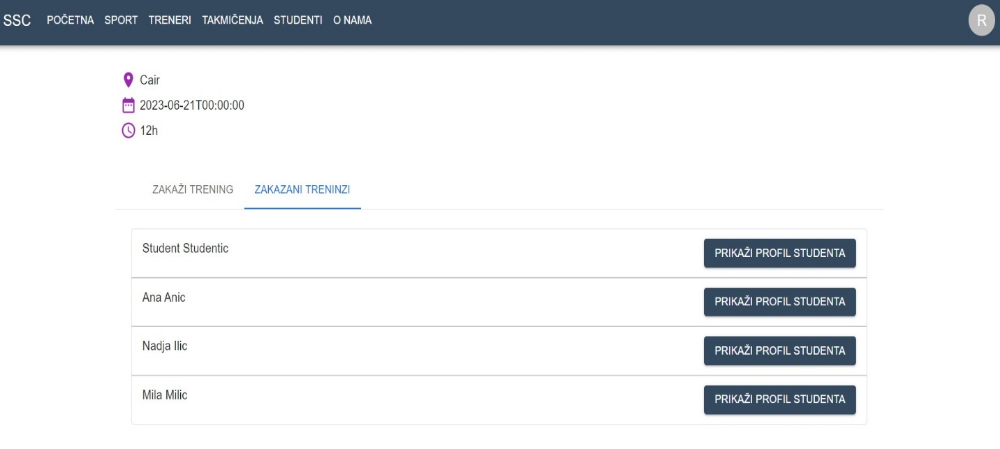 SSC POČETNA SPORT TRENERI TAKMIČENJA STUDENTI O NAMA R
Cair
2023-06-21T00:00:00
12h
ZAKAŽI TRENING ZAKAZANI TRENINZI
Student Studentic PRIKAŽI PROFIL STUDENTA
Ana Anic PRIKAŽI PROFIL STUDENTA
Nadja Ilic PRIKAŽI PROFIL STUDENTA
Mila Milic PRIKAŽI PROFIL STUDENTA